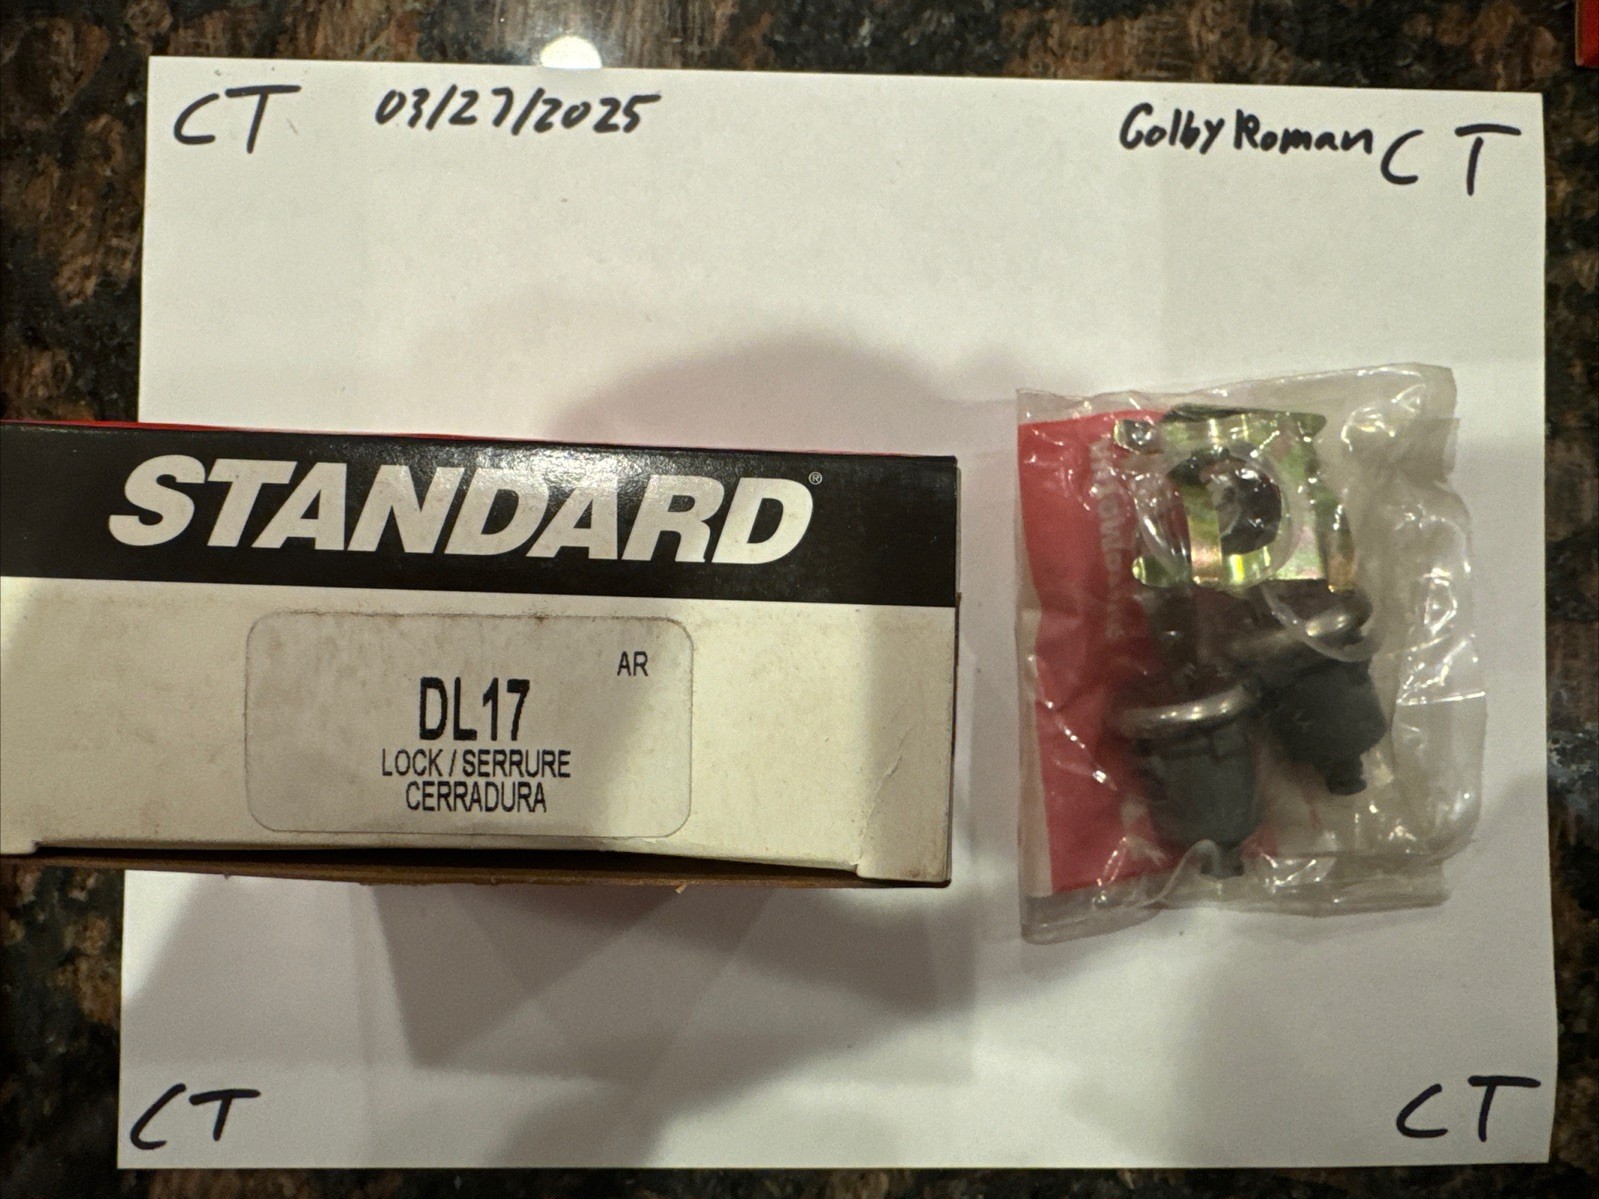 CT 03/27/2025 Colby Roman CT
STANDARD®
AR
DL17
LOCK / SERRURE
CERRADURA
CT CT